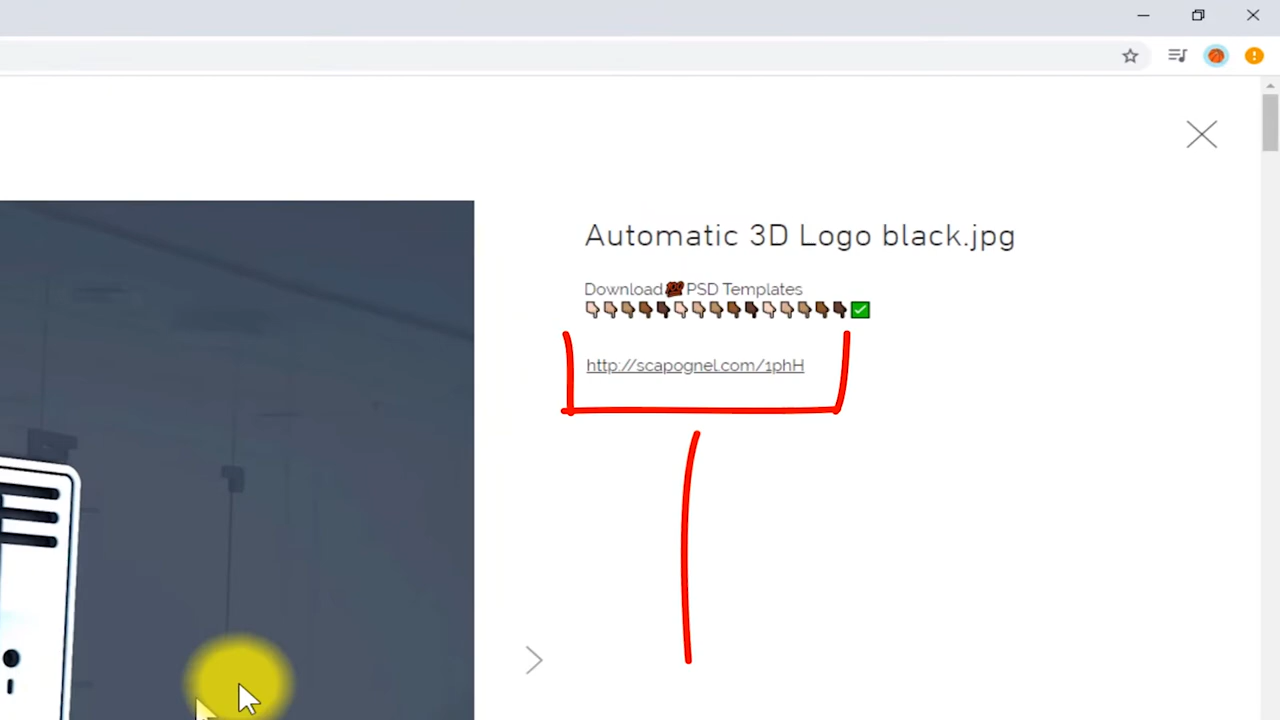 Automatic 3D Logo black.jpg
Download💯PSD Templates
👇🏻👇🏼👇🏽👇🏾👇🏿👇🏻👇🏼👇🏽👇🏾👇🏿👇🏻👇🏼👇🏽👇🏾👇🏿✅
http://scapognel.com/1phH